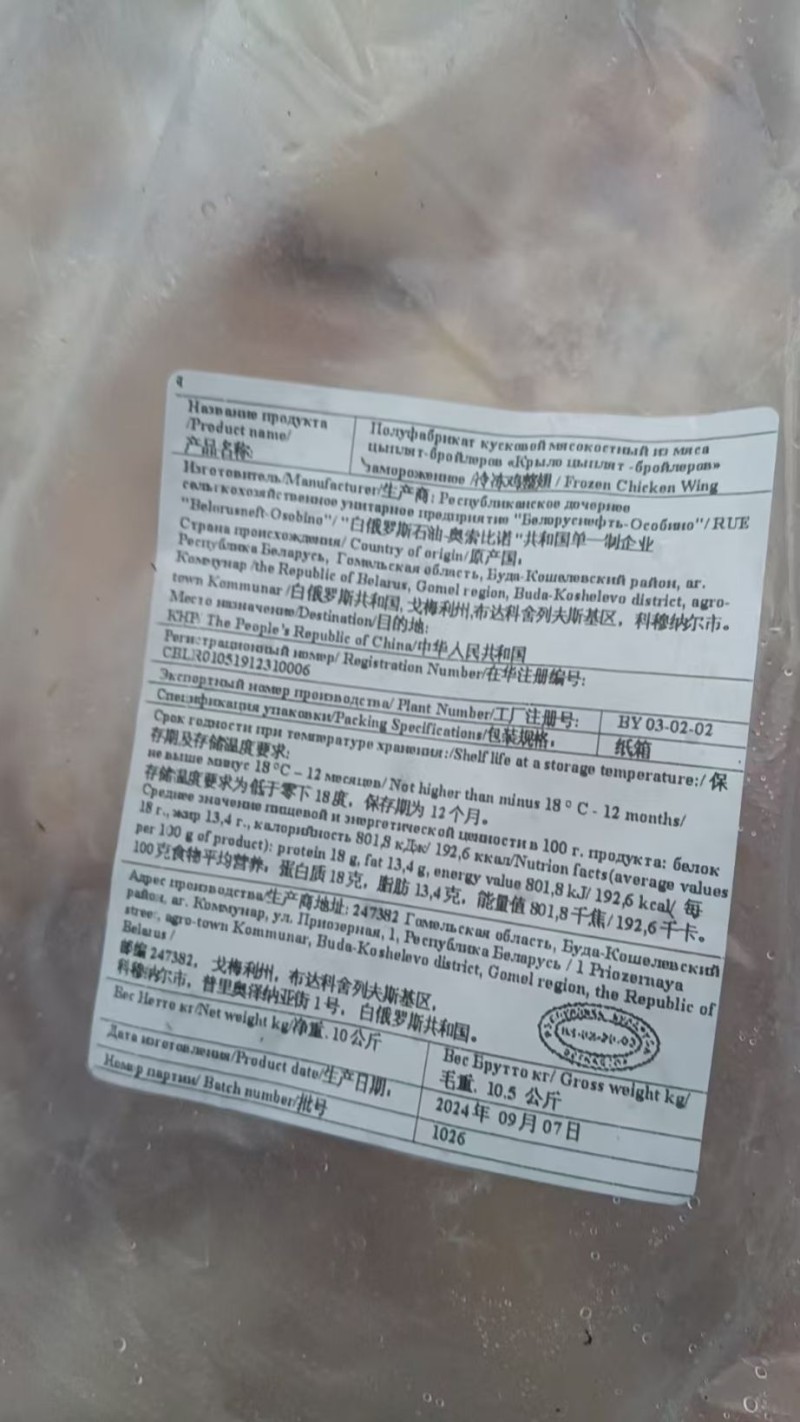 Название продукта
/Product name/
产品名称:
Полуфабрикат кусковой мясокостный из мяса
цыплят-бройлеров «Крыло цыплят -бройлеров»
замороженное /冷冻鸡整翅 / Frozen Chicken Wing
Изготовитель/Manufacturer/生产商: Республиканское дочернее
сельскохозяйственное унитарное предприятие "Белоруснефть-Особино"/ RUE
"Belorusneft-Osobino"/ "白俄罗斯石油-奥索比诺 "共和国单一制企业
Страна происхождения/ Country of origin/原产国:
Республика Беларусь, Гомельская область, Буда-Кошелевский район, аг.
Коммунар /the Republic of Belarus, Gomel region, Buda-Koshelevo district, agro-
town Kommunar /白俄罗斯共和国, 戈梅利州,布达科舍列夫斯基区, 科穆纳尔市。
Место назначение/Destination/目的地:
КНР/ The People's Republic of China/中华人民共和国
Регистрационный номер/ Registration Number/在华注册编号:
CBLR01051912310006
Экспортный номер производства/ Plant Number/工厂注册号: BY 03-02-02
Спецификация упаковки/Packing Specifications/包装规格: 纸箱
Срок годности при температуре хранения:/Shelf life at a storage temperature:/ 保
存期及存储温度要求:
не выше минус 18 °C – 12 месяцев/ Not higher than minus 18 ° C - 12 months/
存储温度要求为低于零下 18度, 保存期为 12 个月。
Среднее значение пищевой и энергетической ценности в 100 г. продукта: белок
18 г., жир 13,4 г., калорийность 801,8 кДж/ 192,6 ккал/Nutrion facts(average values
per 100 g of product): protein 18 g, fat 13,4 g, energy value 801,8 kJ/ 192,6 kcal/ 每
100 克食物平均营养, 蛋白质 18克, 脂肪 13,4克, 能量值 801,8 千焦/ 192,6 千卡。
Адрес производства/生产商地址: 247382 Гомельская область, Буда-Кошелевский
район, аг. Коммунар, ул. Приозерная, 1, Республика Беларусь / 1 Priozernaya
street, agro-town Kommunar, Buda-Koshelevo district, Gomel region, the Republic of
Belarus /
邮编 247382, 戈梅利州, 布达科舍列夫斯基区,
科穆纳尔市, 普里奥泽纳亚街 1 号, 白俄罗斯共和国。
Вес Нетто кг/Net weight kg/净重. 10 公斤
Вес Брутто кг/ Gross weight kg/
毛重. 10.5 公斤
Дата изготовления/Product date/生产日期: 2024年 09月 07日
Номер партии/ Batch number/批号 1026